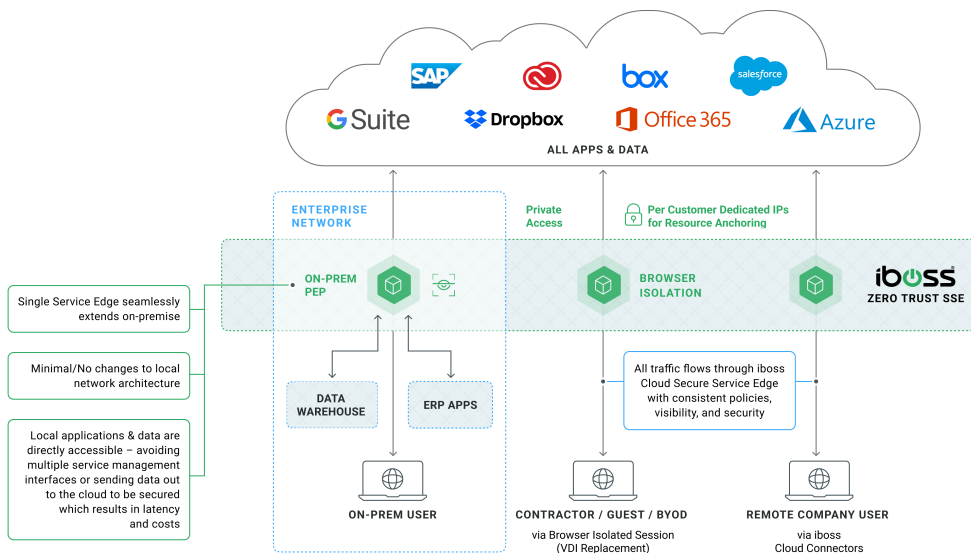 SAP
box
salesforce
G Suite
Dropbox
Office 365
Azure
ALL APPS & DATA
ENTERPRISE
NETWORK
Private
Access
Per Customer Dedicated IPs
for Resource Anchoring
ON-PREM
PEP
BROWSER
ISOLATION
iboss
ZERO TRUST SSE
Single Service Edge seamlessly
extends on-premise
Minimal/No changes to local
network architecture
Local applications & data are
directly accessible – avoiding
multiple service management
interfaces or sending data out
to the cloud to be secured
which results in latency
and costs
DATA
WAREHOUSE
ERP APPS
All traffic flows through iboss
Cloud Secure Service Edge
with consistent policies,
visibility, and security
ON-PREM USER
CONTRACTOR / GUEST / BYOD
via Browser Isolated Session
(VDI Replacement)
REMOTE COMPANY USER
via iboss
Cloud Connectors